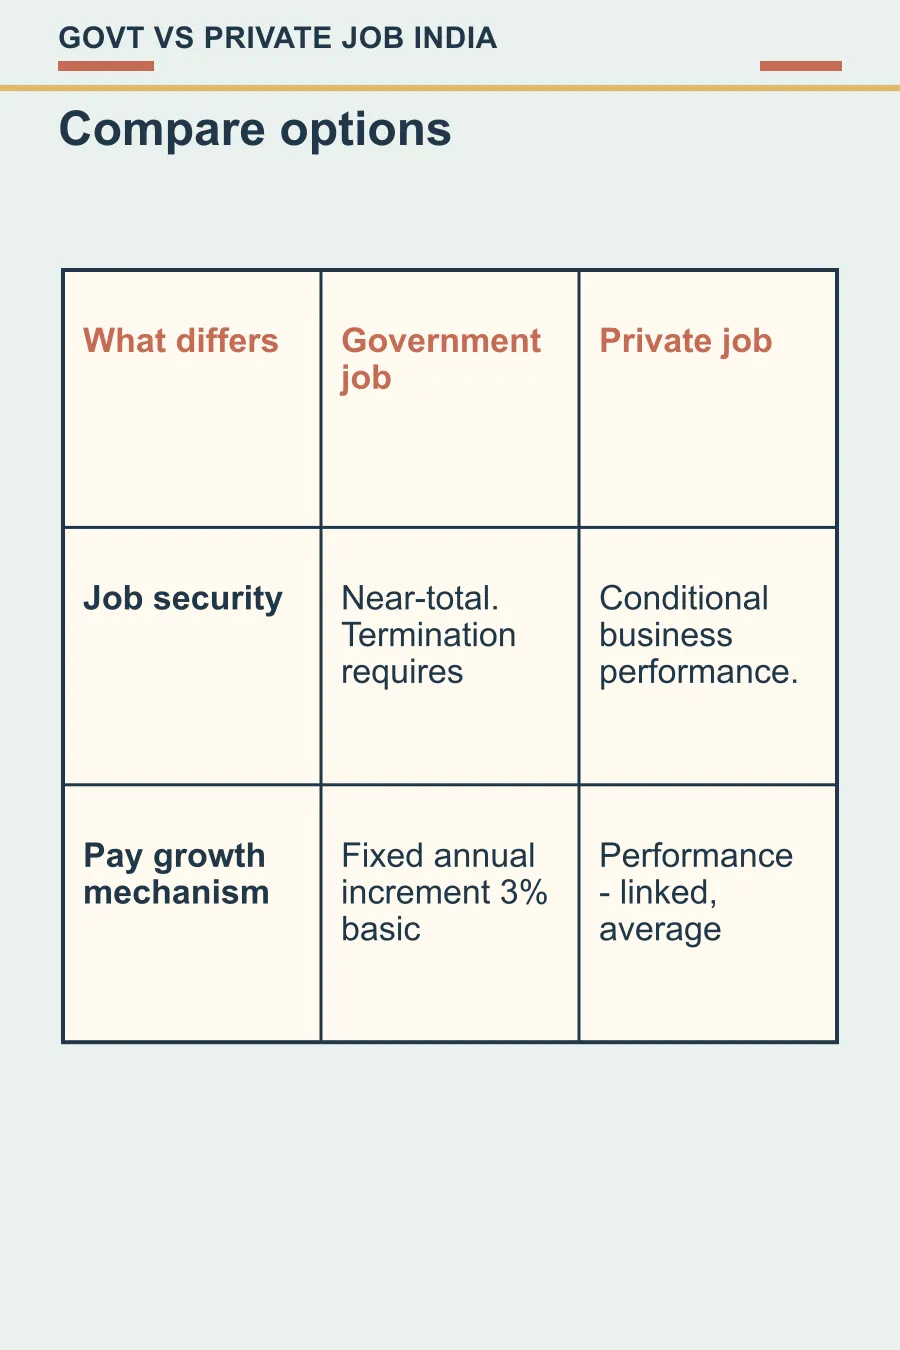 GOVT VS PRIVATE JOB INDIA
Compare options
What differs
Government
job
Private job
Job security
Near-total.
Termination
requires
Conditional
business
performance.
Pay growth
mechanism
Fixed annual
increment 3%
basic
Performance
- linked,
average